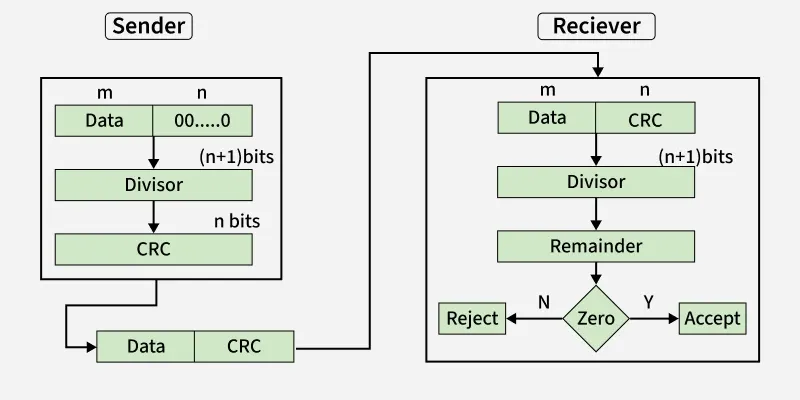 Sender
m n
Data 00.....0
(n+1)bits
Divisor
n bits
CRC
Data CRC
Reciever
m n
Data CRC
(n+1)bits
Divisor
Remainder
N Y
Reject Zero Accept